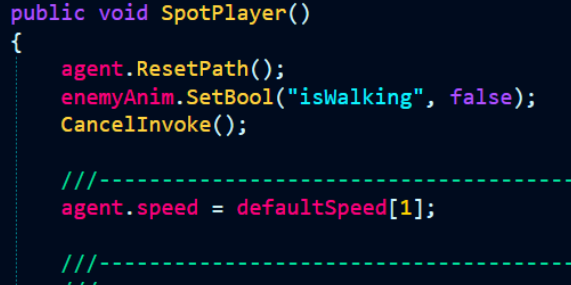 public void SpotPlayer()
{
agent.ResetPath();
enemyAnim.SetBool("isWalking", false);
CancelInvoke();
///----------------------------------------
agent.speed = defaultSpeed[1];
///----------------------------------------